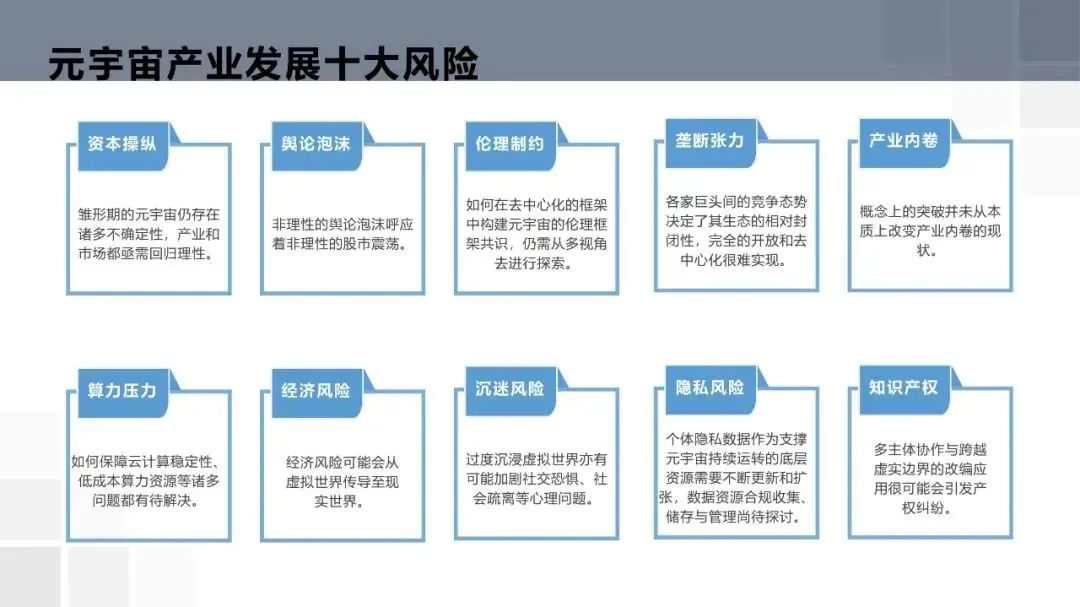 元宇宙产业发展十大风险
资本操纵
雏形期的元宇宙仍存在
诸多不确定性，产业和
市场都亟需回归理性。
舆论泡沫
非理性的舆论泡沫呼应
着非理性的股市震荡。
伦理制约
如何在去中心化的框架
中构建元宇宙的伦理框
架共识，仍需从多视角
去进行探索。
垄断张力
各家巨头间的竞争态势
决定了其生态的相对封
闭性，完全的开放和去
中心化很难实现。
产业内卷
概念上的突破并未从本
质上改变产业内卷的现
状。
算力压力
如何保障云计算稳定性、
低成本算力资源等诸多
问题都有待解决。
经济风险
经济风险可能会从
虚拟世界传导至现
实世界。
沉迷风险
过度沉浸虚拟世界亦有
可能加剧社交恐惧、社
会疏离等心理问题。
隐私风险
个体隐私数据作为支撑
元宇宙持续运转的底层
资源需要不断更新和扩
张，数据资源合规收集、
储存与管理尚待探讨。
知识产权
多主体协作与跨越
虚实边界的改编应
用很可能会引发产
权纠纷。